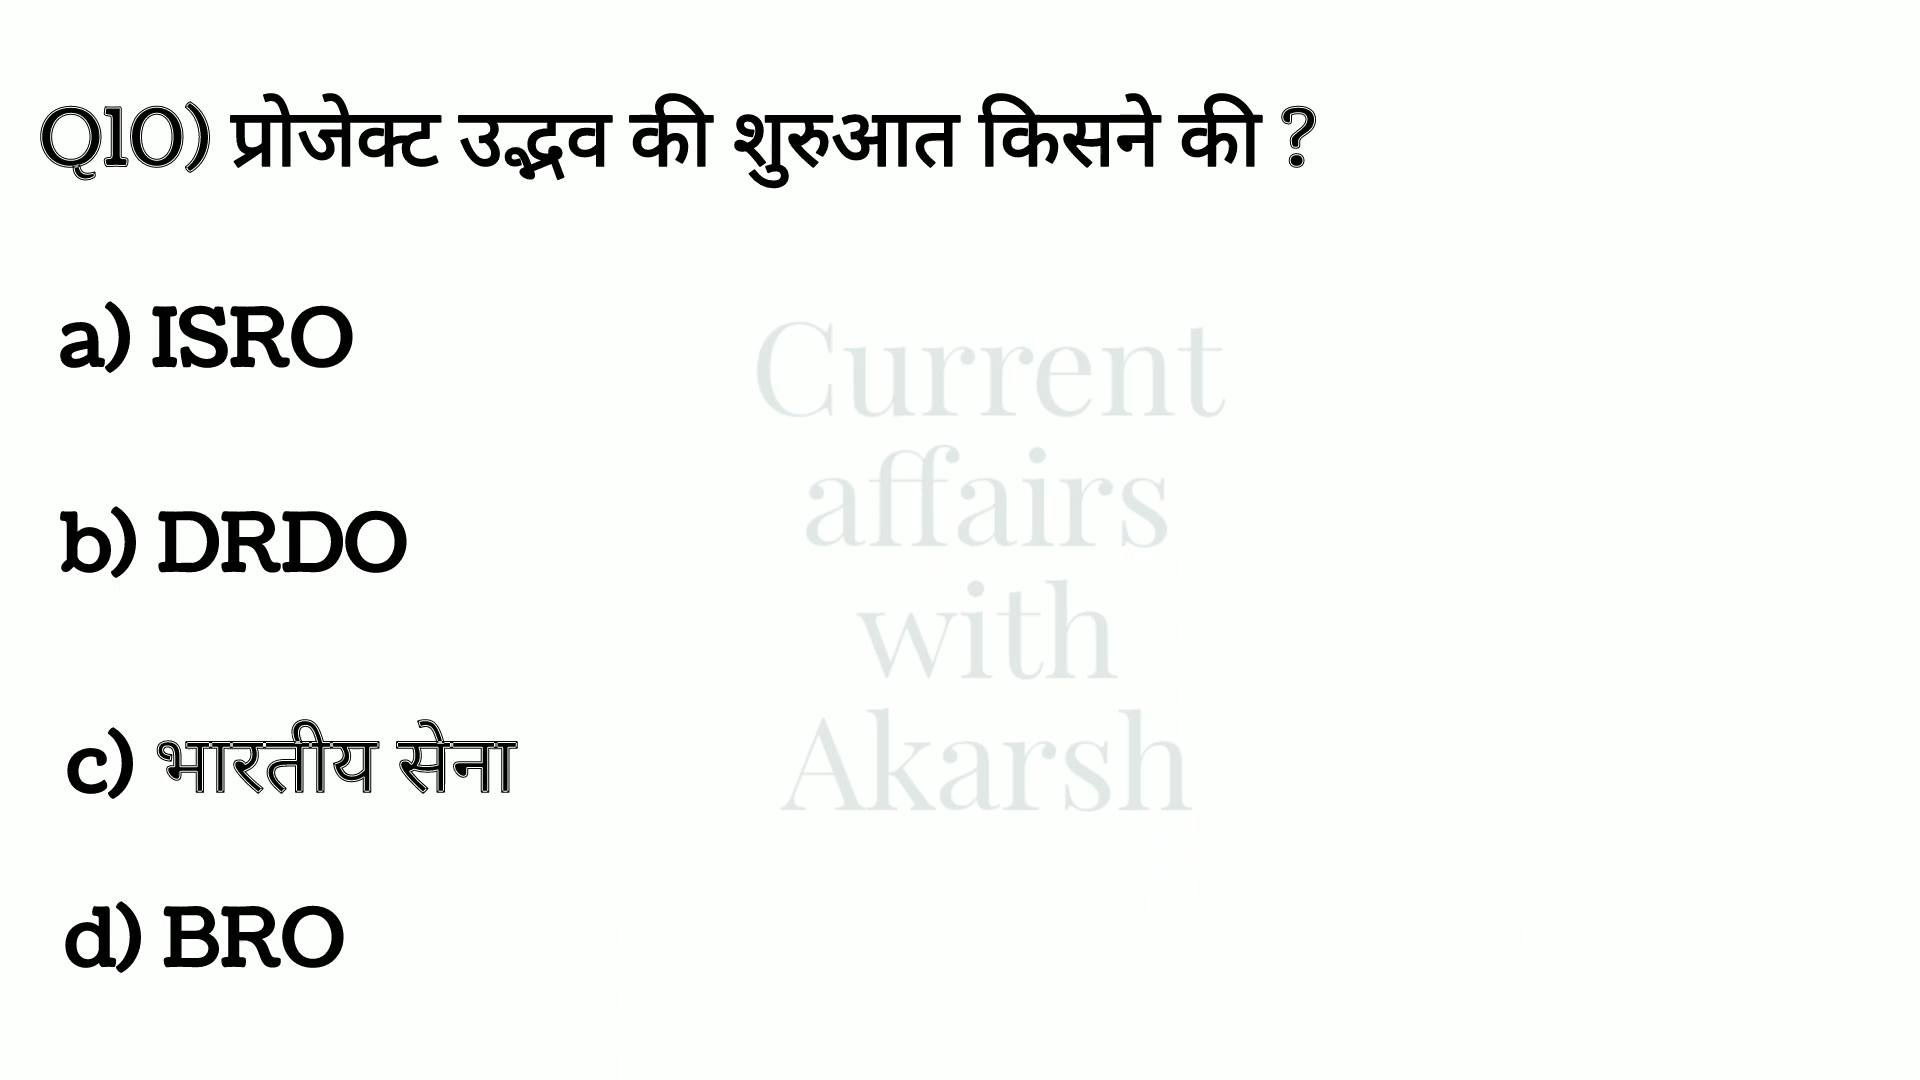 Q10) प्रोजेक्ट उद्भव की शुरुआत किसने की ?
a) ISRO
b) DRDO
c) भारतीय सेना
d) BRO
Current
affairs
with
Akarsh